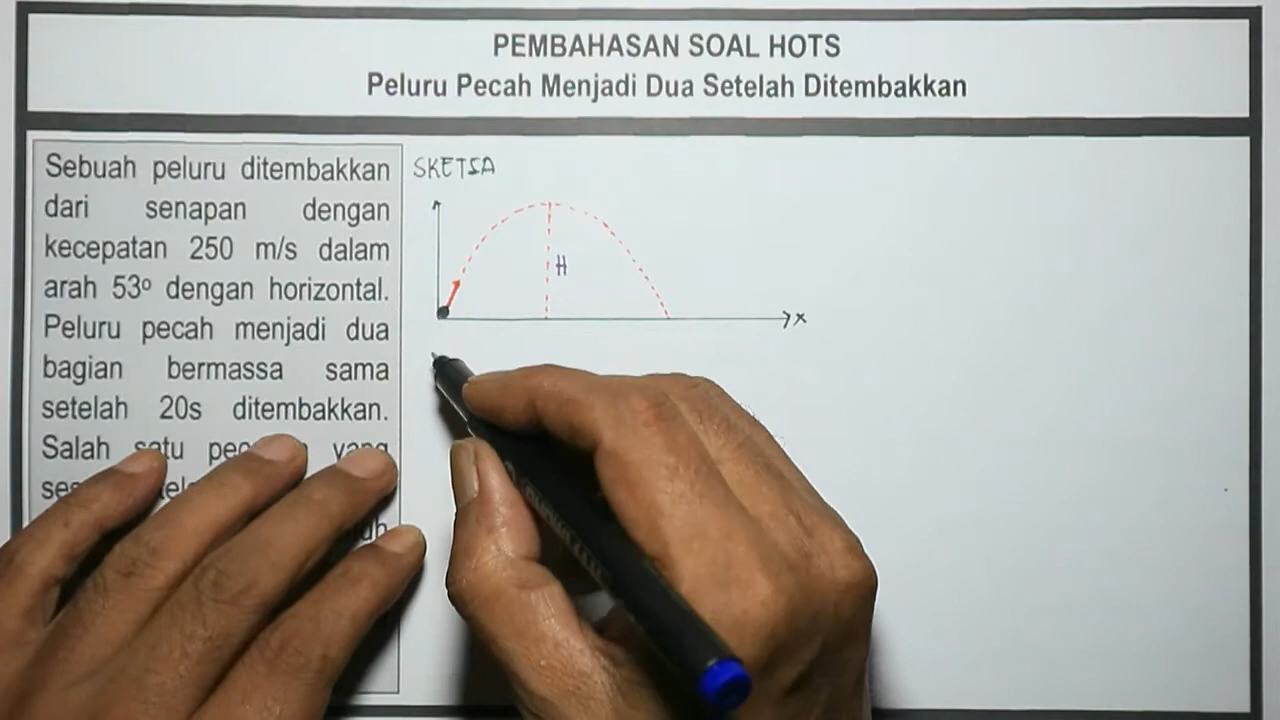 PEMBAHASAN SOAL HOTS
Peluru Pecah Menjadi Dua Setelah Ditembakkan
Sebuah peluru ditembakkan
dari senapan dengan
kecepatan 250 m/s dalam
arah 53º dengan horizontal.
Peluru pecah menjadi dua
bagian bermassa sama
setelah 20s ditembakkan.
Salah satu
SKETSA
H
x